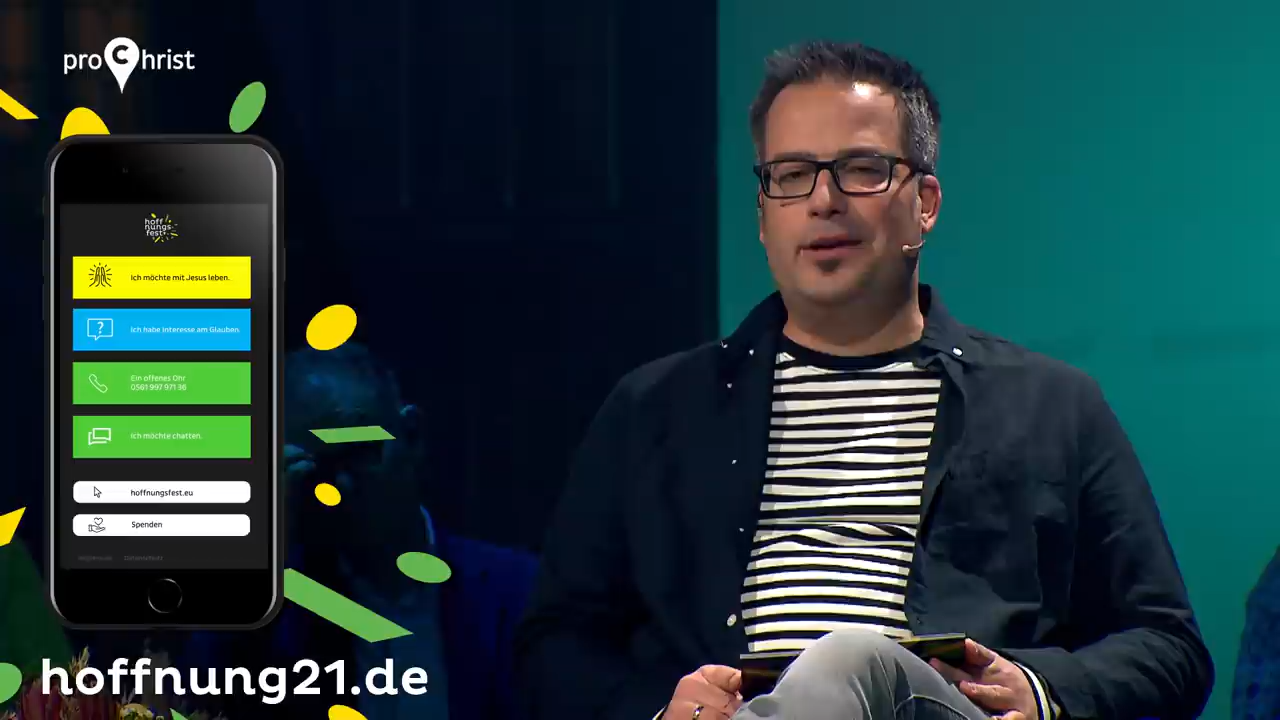 proChrist
hoff
nungs
fest
Ich möchte mit Jesus leben.
?
Ich habe Interesse am Glauben.
Ein offenes Ohr
0561 997 971 36
Ich möchte chatten.
hoffnungsfest.eu
Spenden
hoffnung21.de